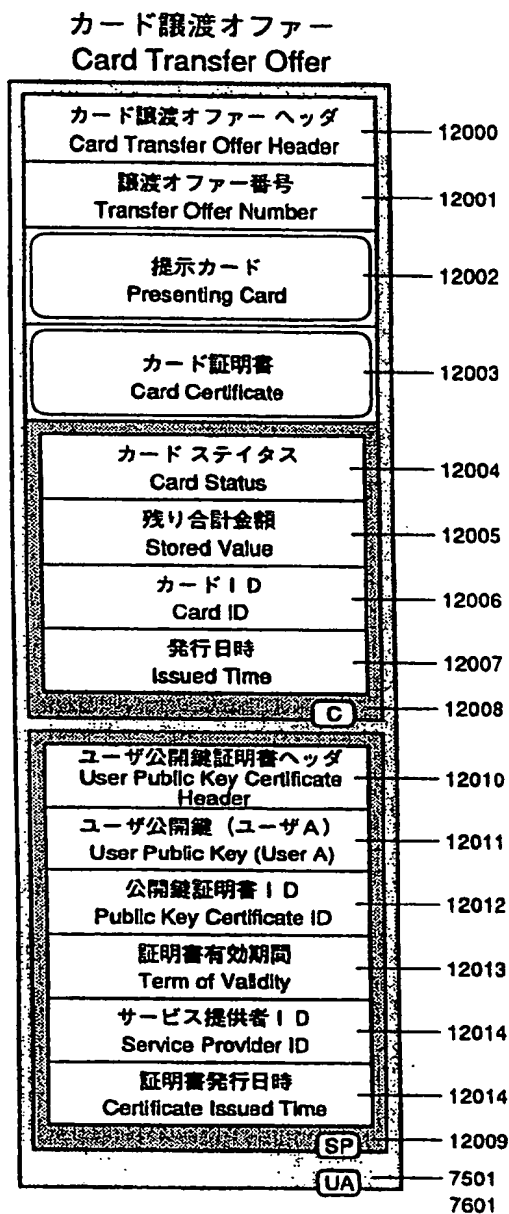 カード譲渡オファー
Card Transfer Offer
カード譲渡オファー ヘッダ
Card Transfer Offer Header
12000
譲渡オファー番号
Transfer Offer Number
12001
提示カード
Presenting Card
12002
カード証明書
Card Certificate
12003
カード ステイタス
Card Status
12004
残り合計金額
Stored Value
12005
カードID
Card ID
12006
発行日時
Issued Time
12007
C
12008
ユーザ公開鍵証明書ヘッダ
User Public Key Certificate
Header
12010
ユーザ公開鍵（ユーザA）
User Public Key (User A)
12011
公開鍵証明書ID
Public Key Certificate ID
12012
証明書有効期間
Term of Validity
12013
サービス提供者ID
Service Provider ID
12014
証明書発行日時
Certificate Issued Time
12014
SP
12009
UA
7501
7601